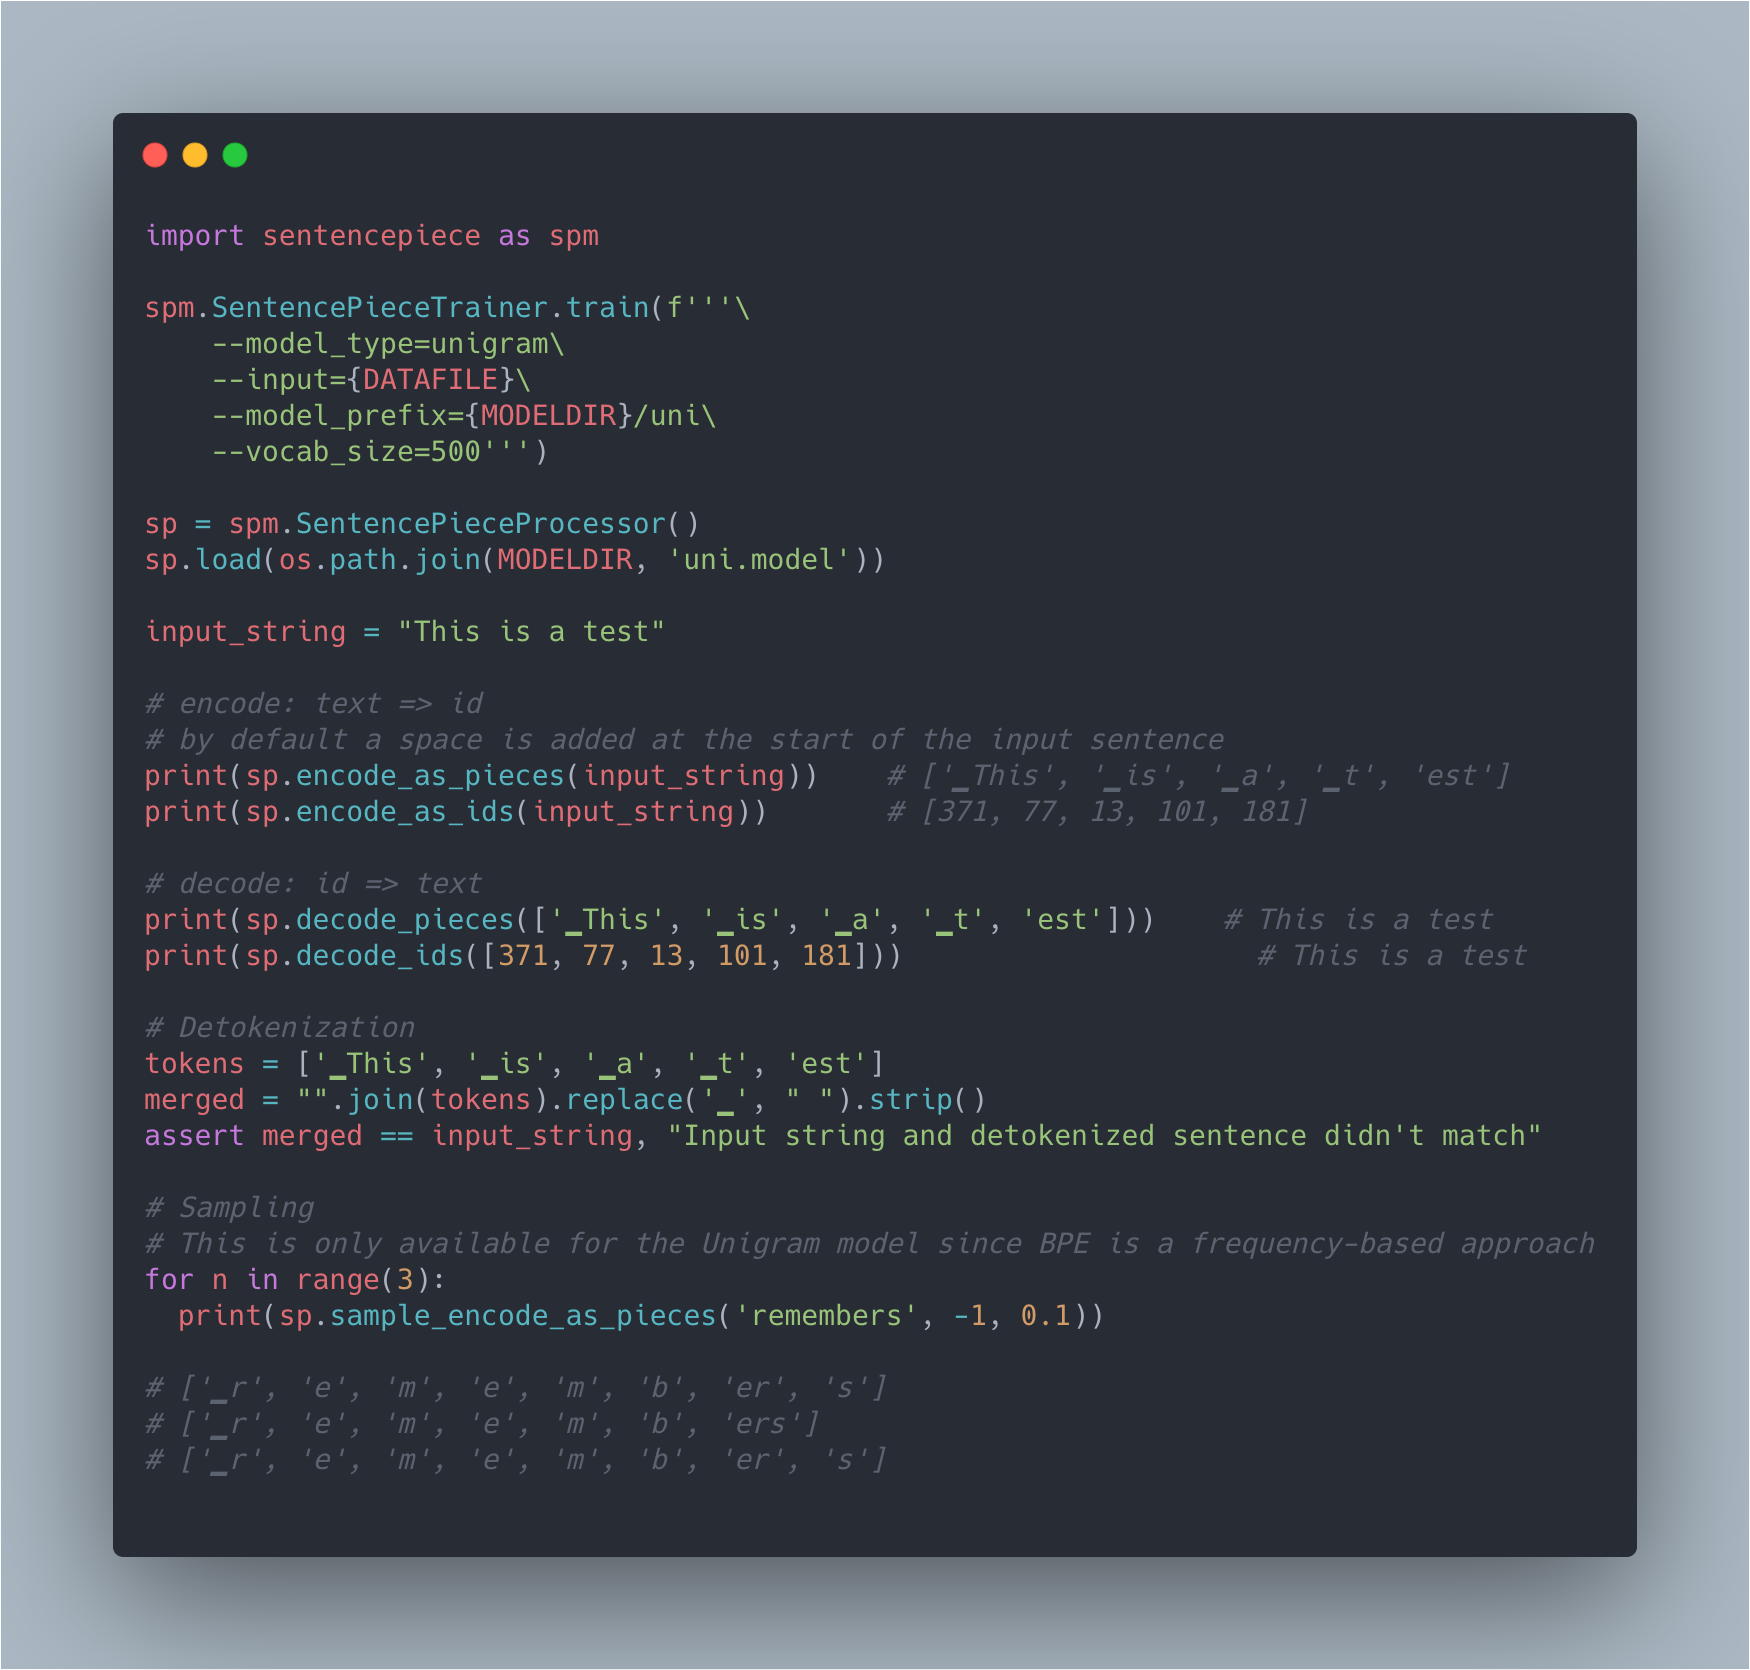 import sentencepiece as spm

spm.SentencePieceTrainer.train(f'''\
    --model_type=unigram\
    --input={DATAFILE}\
    --model_prefix={MODELDIR}/uni\
    --vocab_size=500''')

sp = spm.SentencePieceProcessor()
sp.load(os.path.join(MODELDIR, 'uni.model'))

input_string = "This is a test"

# encode: text => id
# by default a space is added at the start of the input sentence
print(sp.encode_as_pieces(input_string))    # ['▁This', '▁is', '▁a', '▁t', 'est']
print(sp.encode_as_ids(input_string))       # [371, 77, 13, 101, 181]

# decode: id => text
print(sp.decode_pieces(['▁This', '▁is', '▁a', '▁t', 'est']))    # This is a test
print(sp.decode_ids([371, 77, 13, 101, 181]))                     # This is a test

# Detokenization
tokens = ['▁This', '▁is', '▁a', '▁t', 'est']
merged = "".join(tokens).replace('▁', " ").strip()
assert merged == input_string, "Input string and detokenized sentence didn't match"

# Sampling
# This is only available for the Unigram model since BPE is a frequency-based approach
for n in range(3):
  print(sp.sample_encode_as_pieces('remembers', -1, 0.1))

# ['▁r', 'e', 'm', 'e', 'm', 'b', 'er', 's']
# ['▁r', 'e', 'm', 'e', 'm', 'b', 'ers']
# ['▁r', 'e', 'm', 'e', 'm', 'b', 'er', 's']